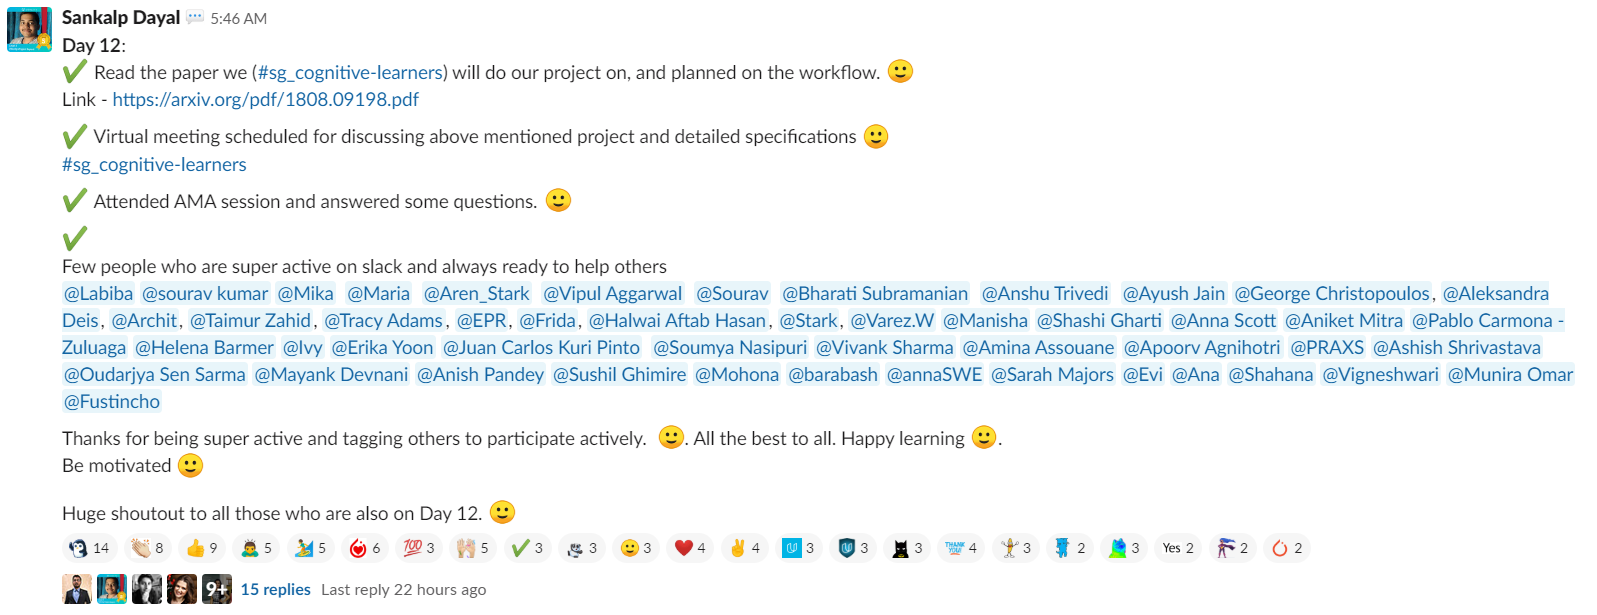 Sankalp Dayal 5:46 AM
Day 12:
Read the paper we (#sg_cognitive-learners) will do our project on, and planned on the workflow.
Link - https://arxiv.org/pdf/1808.09198.pdf
Virtual meeting scheduled for discussing above mentioned project and detailed specifications
#sg_cognitive-learners
Attended AMA session and answered some questions.
Few people who are super active on slack and always ready to help others
@Labiba @sourav kumar @Mika @Maria @Aren_Stark @Vipul Aggarwal @Sourav @Bharati Subramanian @Anshu Trivedi @Ayush Jain @George Christopoulos, @Aleksandra
Deis, @Archit, @Taimur Zahid, @Tracy Adams, @EPR, @Frida, @Halwai Aftab Hasan, @Stark, @Varez.W @Manisha @Shashi Gharti @Anna Scott @Aniket Mitra @Pablo Carmona -
Zuluaga @Helena Barmer @Ivy @Erika Yoon @Juan Carlos Kuri Pinto @Soumya Nasipuri @Vivank Sharma @Amina Assouane @Apoorv Agnihotri @PRAXS @Ashish Shrivastava
@Oudarjya Sen Sarma @Mayank Devnani @Anish Pandey @Sushil Ghimire @Mohona @barabash @annaSWE @Sarah Majors @Evi @Ana @Shahana @Vigneshwari @Munira Omar
@Fustincho
Thanks for being super active and tagging others to participate actively. . All the best to all. Happy learning .
Be motivated
Huge shoutout to all those who are also on Day 12.
14 8 9 5 5 6 100 3 5 3 3 3 4 4 3 3 3 THANK YOU! 4 3 2 3 Yes 2 2 2
9+ 15 replies Last reply 22 hours ago